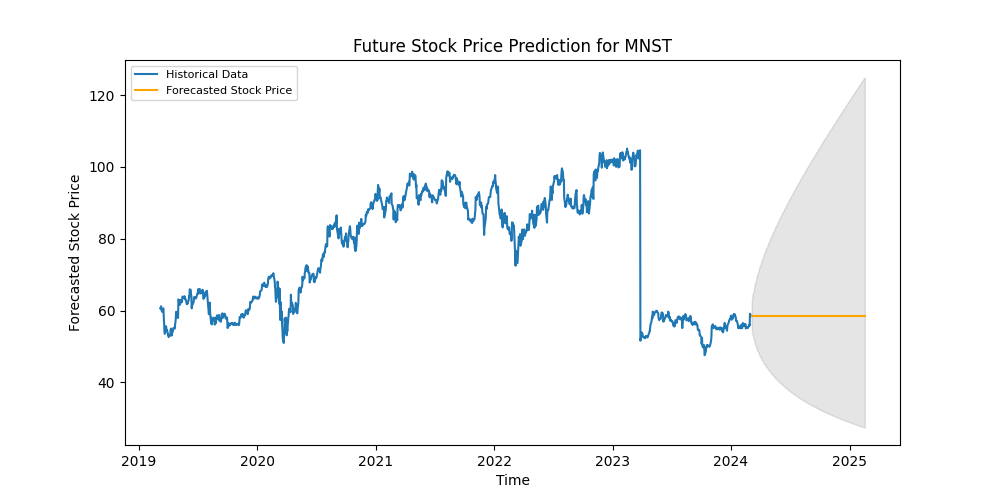 Future Stock Price Prediction for MNST
Historical Data
Forecasted Stock Price
120
100
80
60
40
Forecasted Stock Price
2019 2020 2021 2022 2023 2024 2025
Time